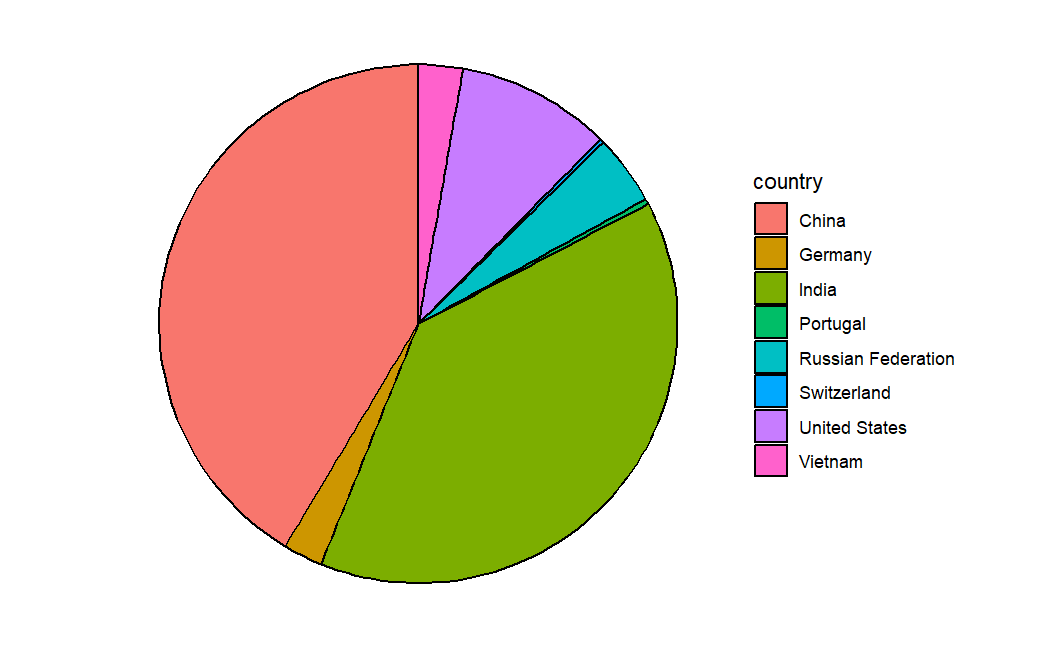 country
China
Germany
India
Portugal
Russian Federation
Switzerland
United States
Vietnam